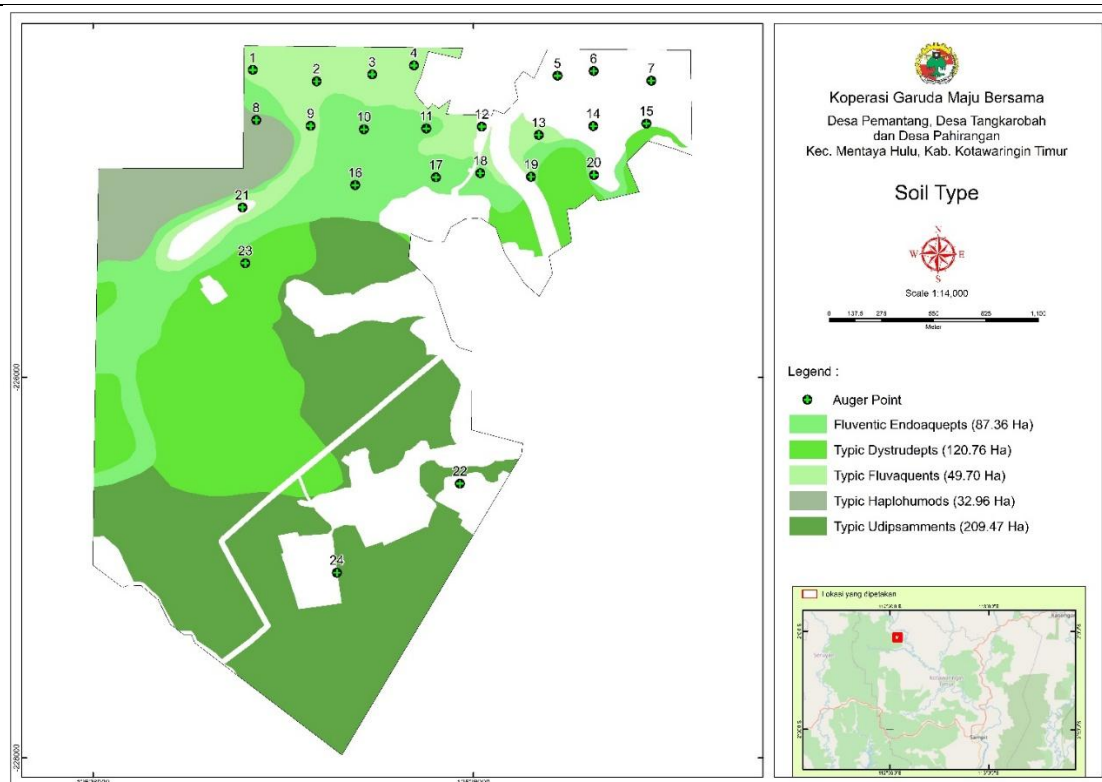 1
2
3
4
5
6
7
8
9
10
11
12
13
14
15
16
17
18
19
20
21
23
22
24
-226000
-228000
Koperasi Garuda Maju Bersama
Desa Pemantang, Desa Tangkarobah
dan Desa Pahirangan
Kec. Mentaya Hulu, Kab. Kotawaringin Timur
Soil Type
N
W E
S
Scale 1:14,000
0 137.5 275 550 825 1,100
Meter
Legend :
Auger Point
Fluventic Endoaquepts (87.36 Ha)
Typic Dystrudepts (120.76 Ha)
Typic Fluvaquents (49.70 Ha)
Typic Haplohumods (32.96 Ha)
Typic Udipsamments (209.47 Ha)
Lokasi yang dipetakan
Sampit